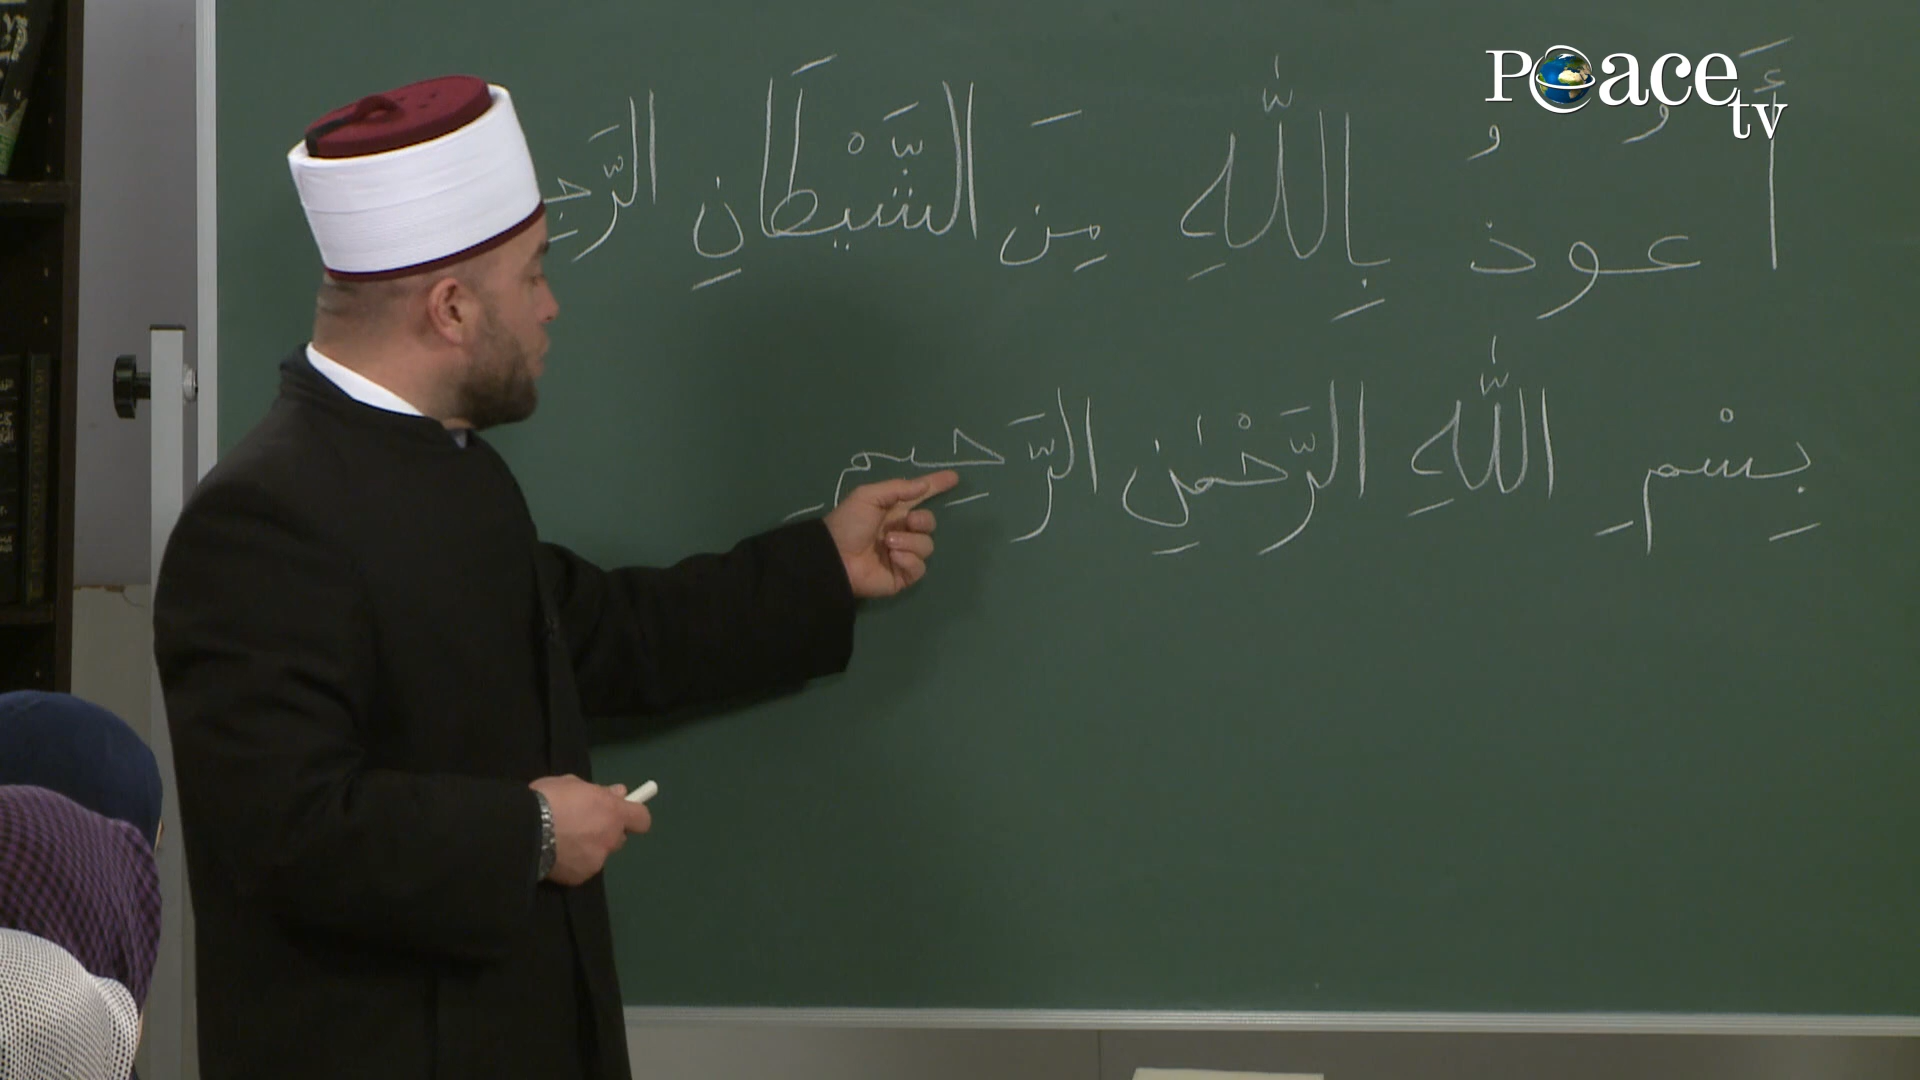 Peace tv
أَعُوذُ بِاللّٰهِ مِنَ الشَّيْطَانِ
بِسْمِ اللّٰهِ الرَّحْمٰنِ الرَّحِيمِ